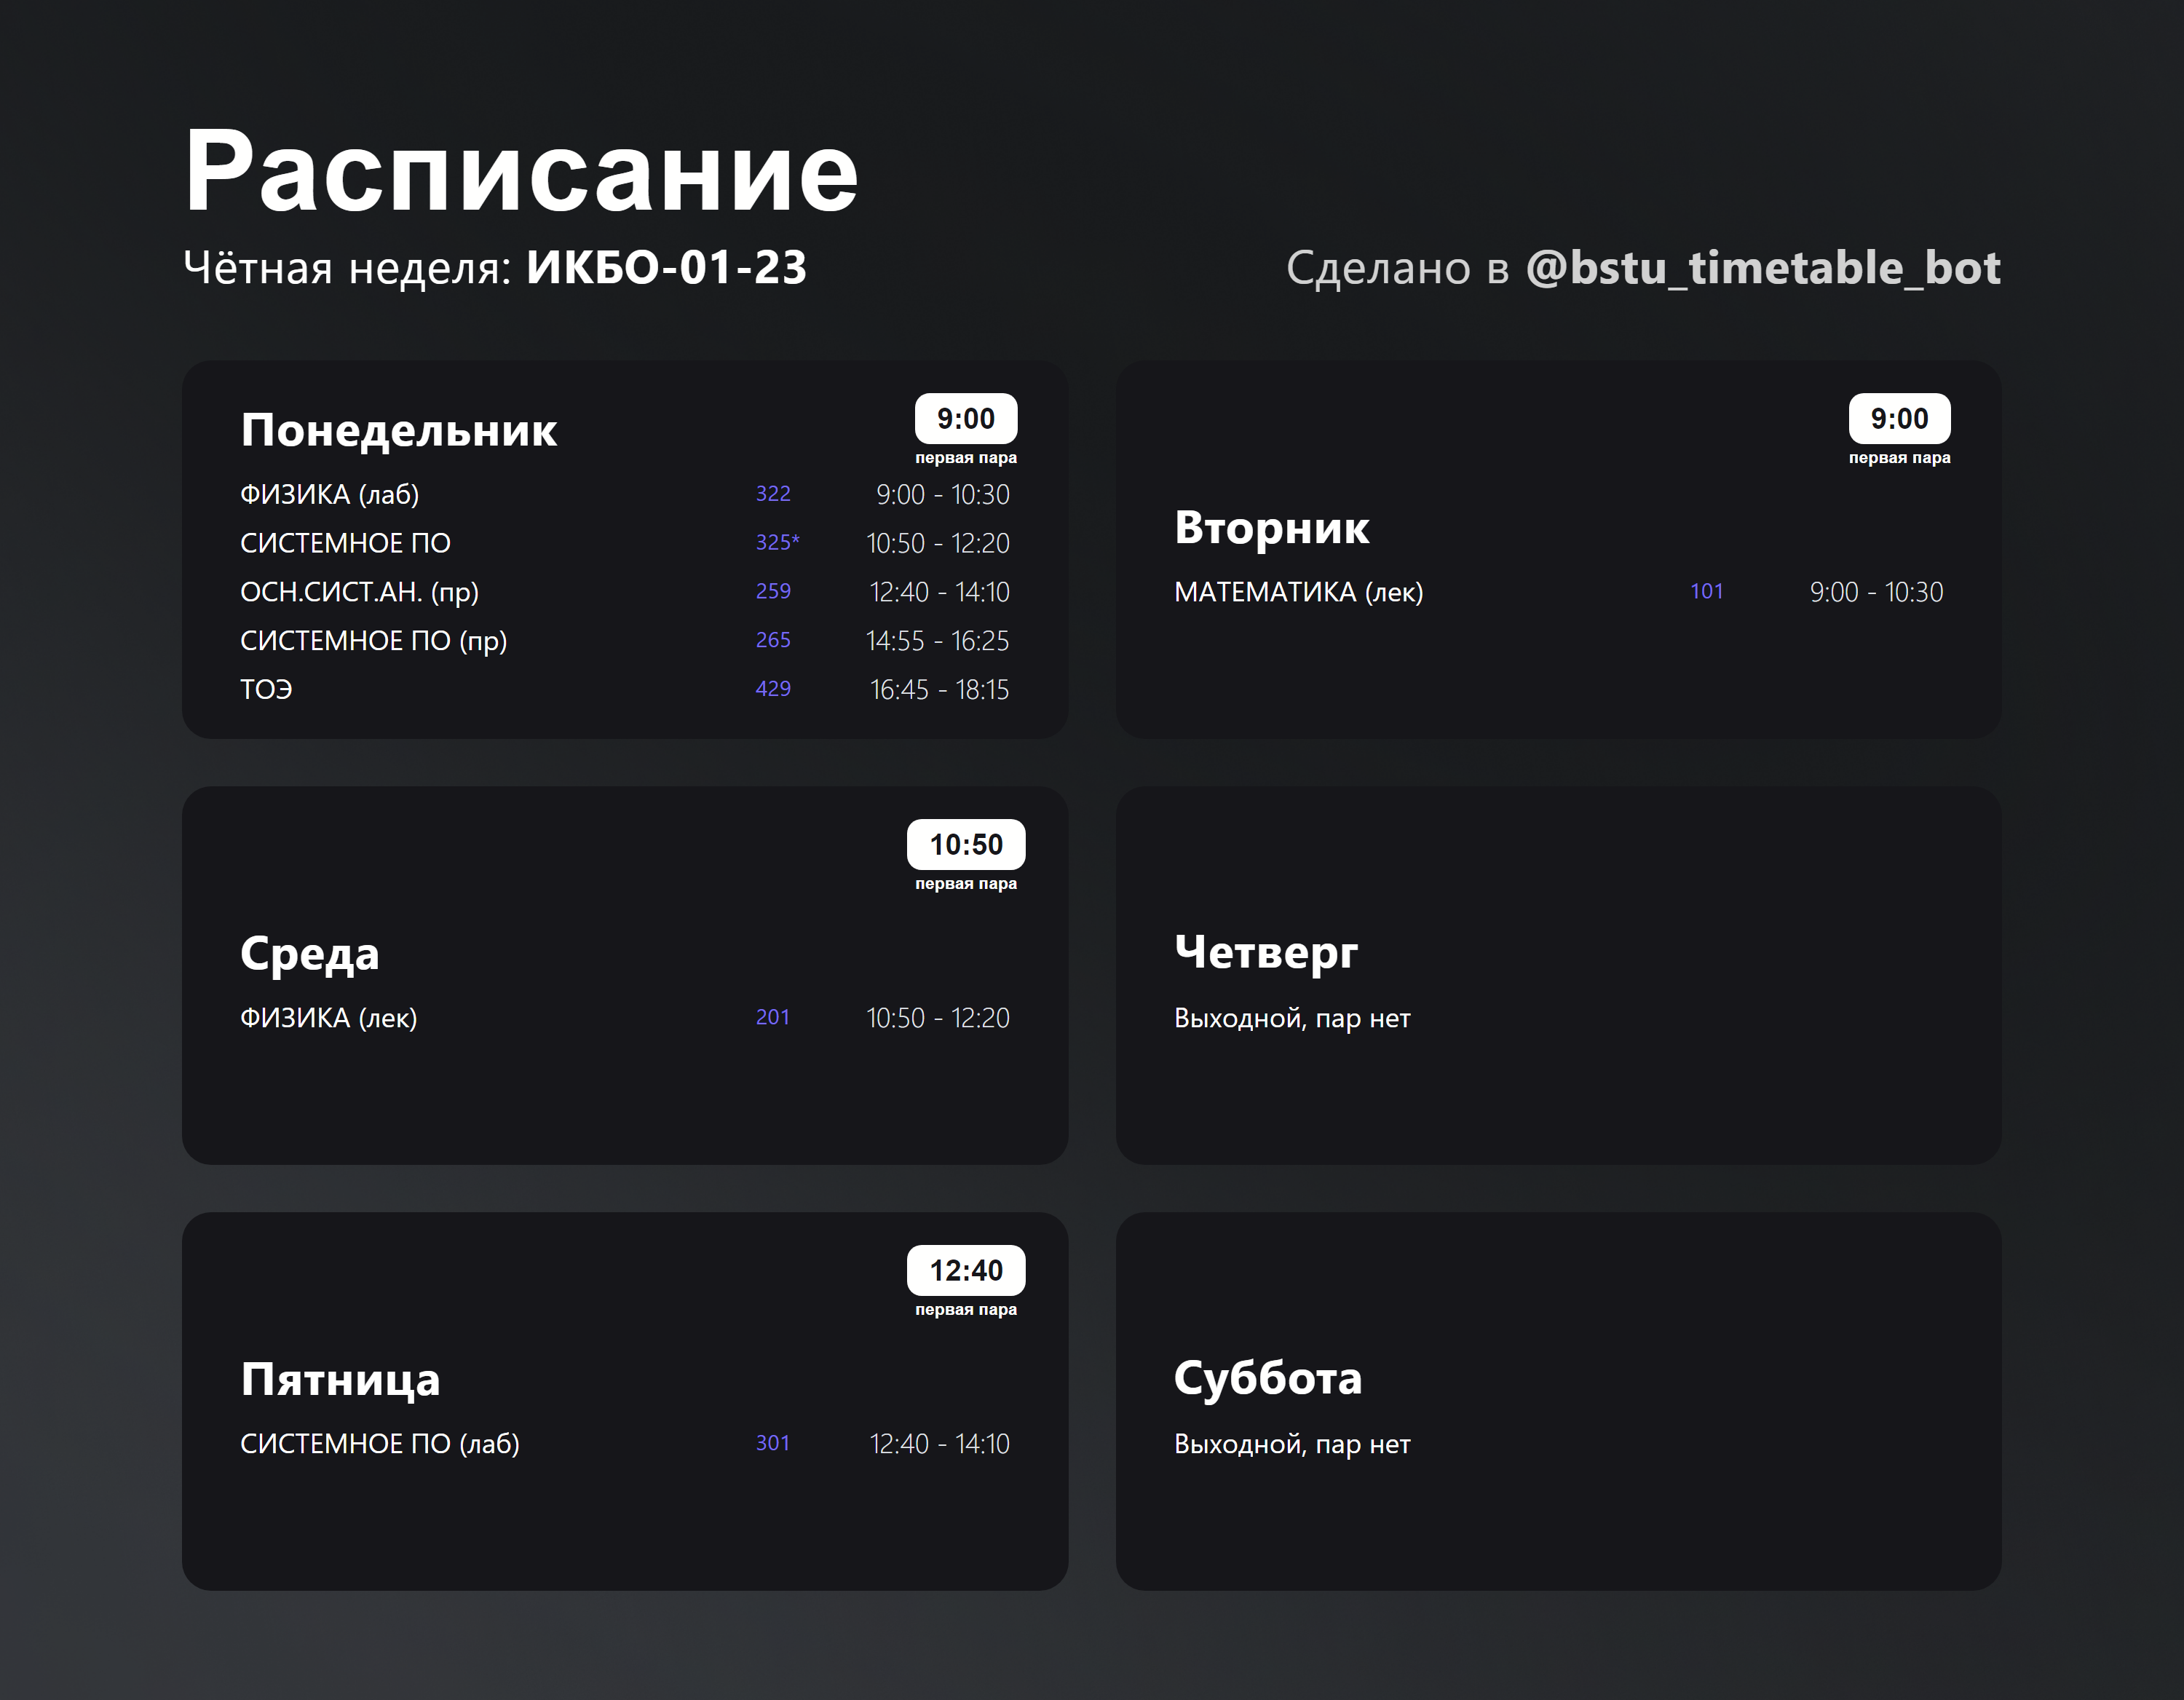 Расписание
Чётная неделя: ИКБО-01-23
Сделано в @bstu_timetable_bot
Понедельник
9:00
первая пара
ФИЗИКА (лаб) 322 9:00 - 10:30
СИСТЕМНОЕ ПО 325* 10:50 - 12:20
ОСН.СИСТ.АН. (пр) 259 12:40 - 14:10
СИСТЕМНОЕ ПО (пр) 265 14:55 - 16:25
ТОЭ 429 16:45 - 18:15
9:00
первая пара
Вторник
МАТЕМАТИКА (лек) 101 9:00 - 10:30
10:50
первая пара
Среда
ФИЗИКА (лек) 201 10:50 - 12:20
Четверг
Выходной, пар нет
12:40
первая пара
Пятница
СИСТЕМНОЕ ПО (лаб) 301 12:40 - 14:10
Суббота
Выходной, пар нет